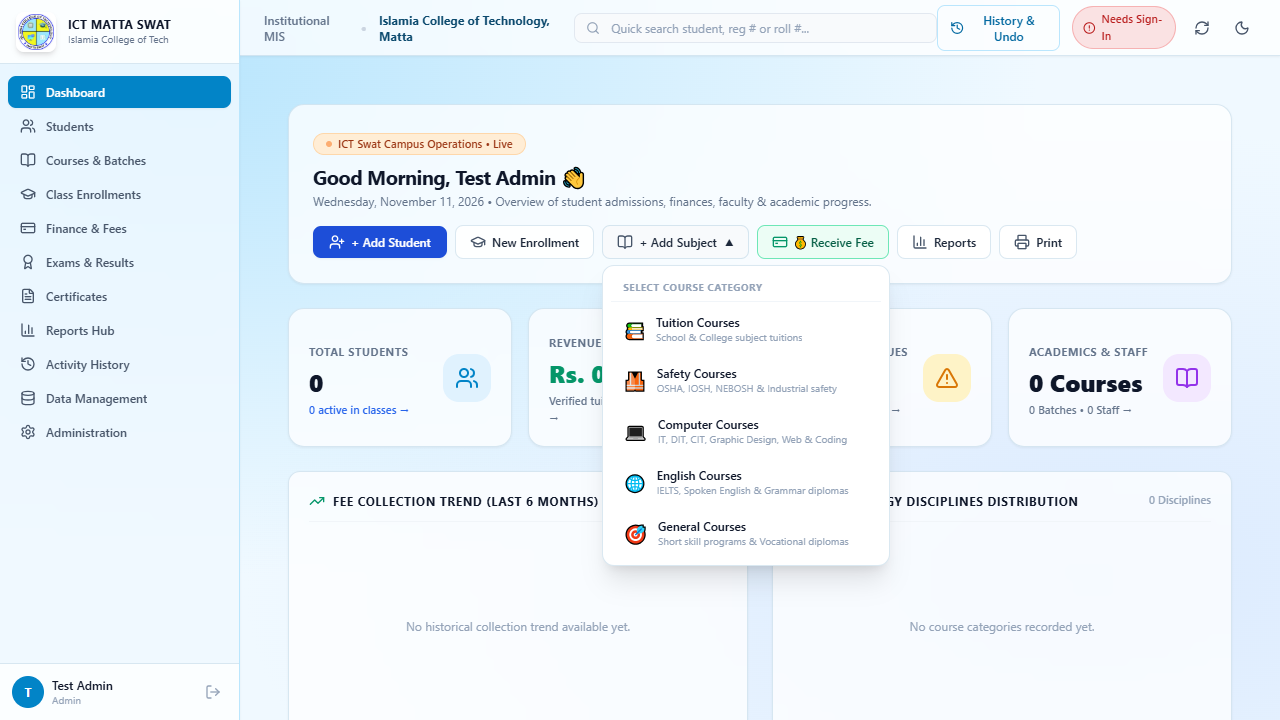 ICT MATTA SWAT
Islamia College of Tech
Dashboard
Students
Courses & Batches
Class Enrollments
Finance & Fees
Exams & Results
Certificates
Reports Hub
Activity History
Data Management
Administration
Test Admin
Admin
T
Institutional MIS
Islamia College of Technology, Matta
Quick search student, reg # or roll #...
History & Undo
Needs Sign-In
ICT Swat Campus Operations • Live
Good Morning, Test Admin 👋
Wednesday, November 11, 2026 • Overview of student admissions, finances, faculty & academic progress.
+ Add Student
New Enrollment
+ Add Subject ▲
💰 Receive Fee
Reports
Print
SELECT COURSE CATEGORY
Tuition Courses
School & College subject tuitions
Safety Courses
OSHA, IOSH, NEBOSH & Industrial safety
Computer Courses
IT, DIT, CIT, Graphic Design, Web & Coding
English Courses
IELTS, Spoken English & Grammar diplomas
General Courses
Short skill programs & Vocational diplomas
TOTAL STUDENTS
0
0 active in classes →
REVENUE
Rs. 0
Verified
→
→
ACADEMICS & STAFF
0 Courses
0 Batches • 0 Staff →
FEE COLLECTION TREND (LAST 6 MONTHS)
No historical collection trend available yet.
DISCIPLINES DISTRIBUTION
0 Disciplines
No course categories recorded yet.